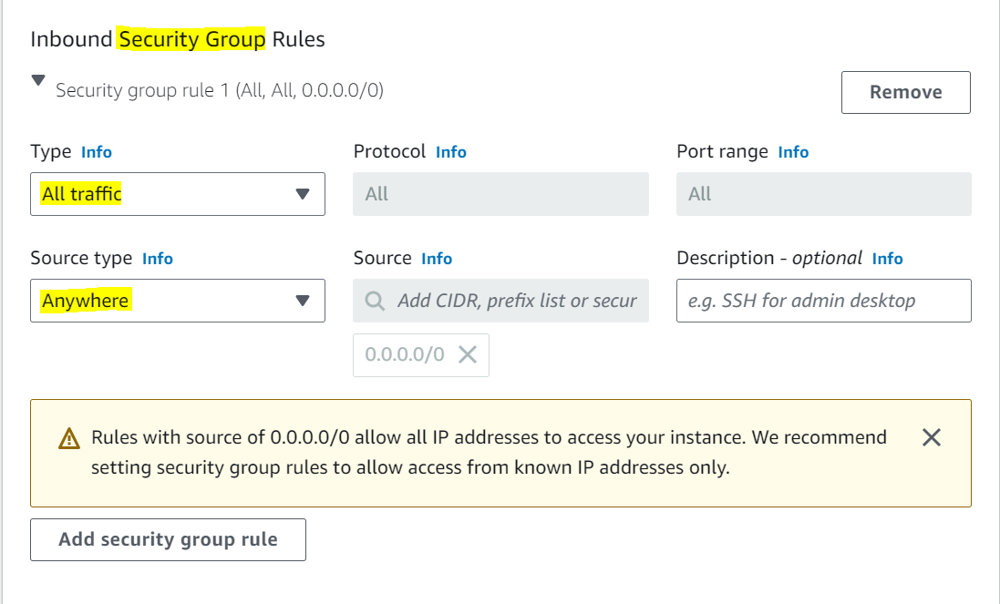 Inbound Security Group Rules
Security group rule 1 (All, All, 0.0.0.0/0)
Remove
Type Info
Protocol Info
Port range Info
All traffic
All
All
Source type Info
Source Info
Description - optional Info
Anywhere
Add CIDR, prefix list or secur
e.g. SSH for admin desktop
0.0.0.0/0
Rules with source of 0.0.0.0/0 allow all IP addresses to access your instance. We recommend
setting security group rules to allow access from known IP addresses only.
Add security group rule